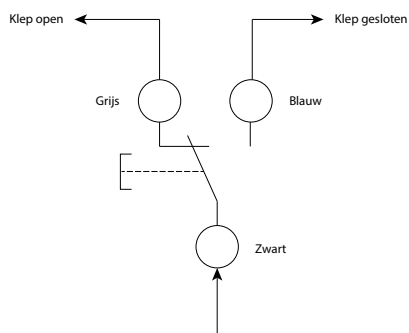 Klep open
Klep gesloten
Grijs
Blauw
Zwart